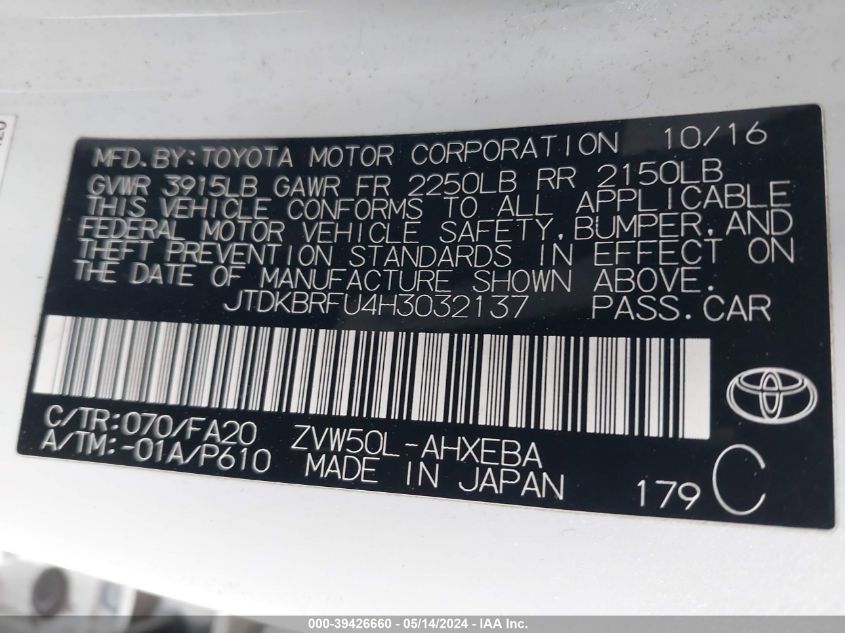 MFD. BY: TOYOTA MOTOR CORPORATION 10/16
GVWR 3915LB GAWR FR 2250LB RR 2150LB
THIS VEHICLE CONFORMS TO ALL APPLICABLE
FEDERAL MOTOR VEHICLE SAFETY, BUMPER, AND
THEFT PREVENTION STANDARDS IN EFFECT ON
THE DATE OF MANUFACTURE SHOWN ABOVE.
JTDKBRFU4H3032137 PASS. CAR
C/TR: 070/FA20 ZVW50L-AHXEBA
A/TM: -01A/P610 MADE IN JAPAN 179 C
000-39426660 - 05/14/2024 - IAA Inc.